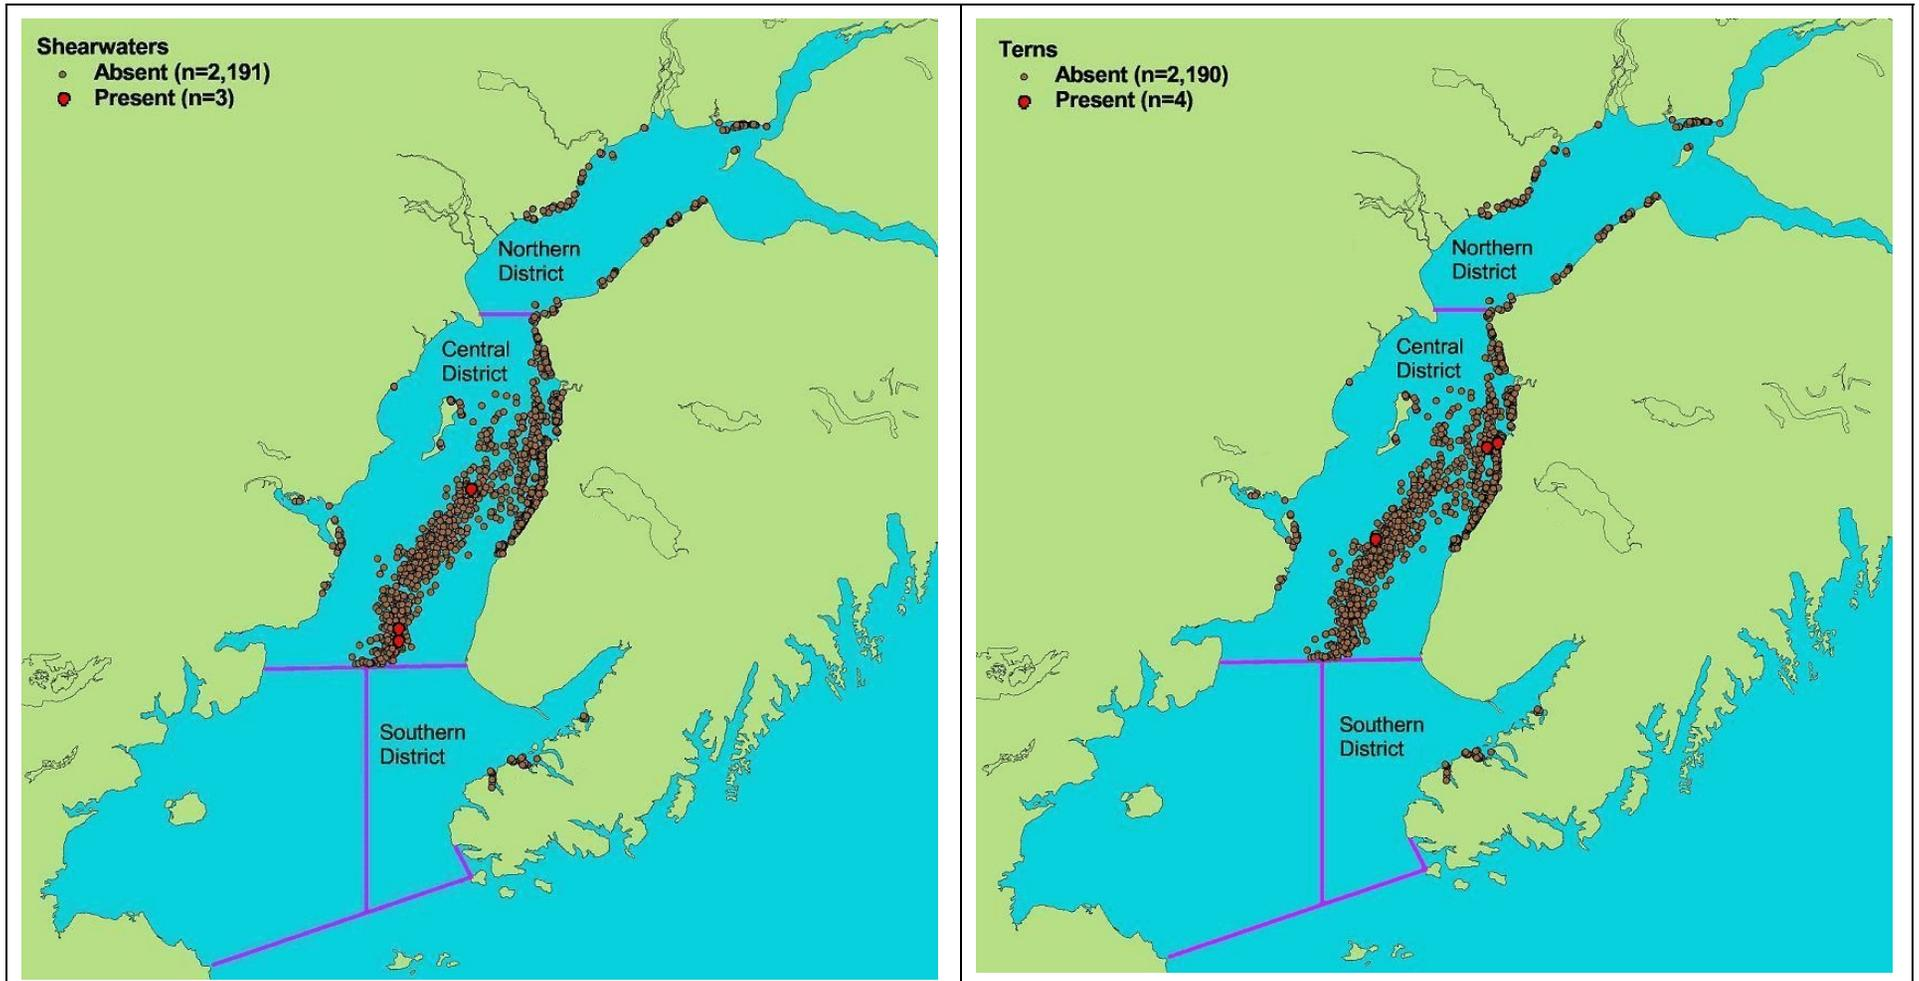 Shearwaters
Absent (n=2,191)
Present (n=3)
Northern
District
Central
District
Southern
District
Terns
Absent (n=2,190)
Present (n=4)
Northern
District
Central
District
Southern
District